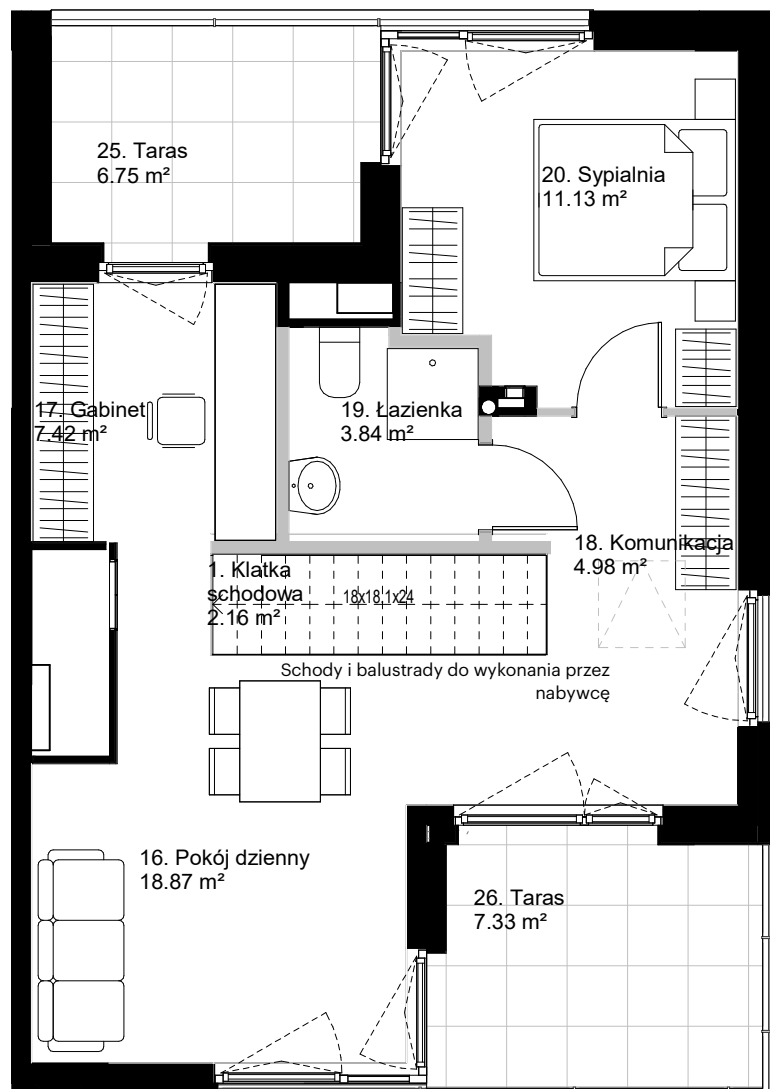 25. Taras
6.75 m²
20. Sypialnia
11.13 m²
17. Gabinet
7.42 m²
19. Łazienka
3.84 m²
18. Komunikacja
4.98 m²
1. Klatka
schodowa
2.16 m²
18x18,1x24
Schody i balustrady do wykonania przez
nabywcę
16. Pokój dzienny
18.87 m²
26. Taras
7.33 m²